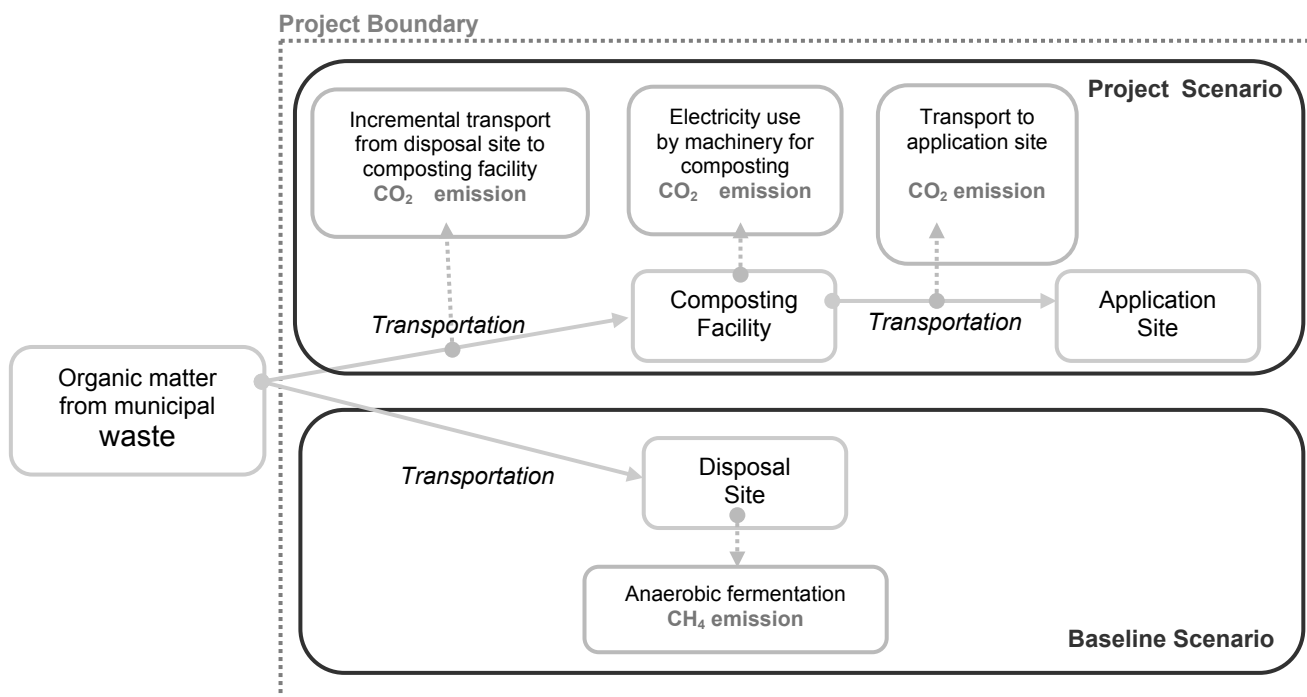 Project Boundary
Project Scenario
Incremental transport
from disposal site to
composting facility
CO₂ emission
Electricity use
by machinery for
composting
CO₂ emission
Transport to
application site
CO₂ emission
Transportation
Composting
Facility
Transportation
Application
Site
Organic matter
from municipal
waste
Transportation
Disposal
Site
Anaerobic fermentation
CH₄ emission
Baseline Scenario